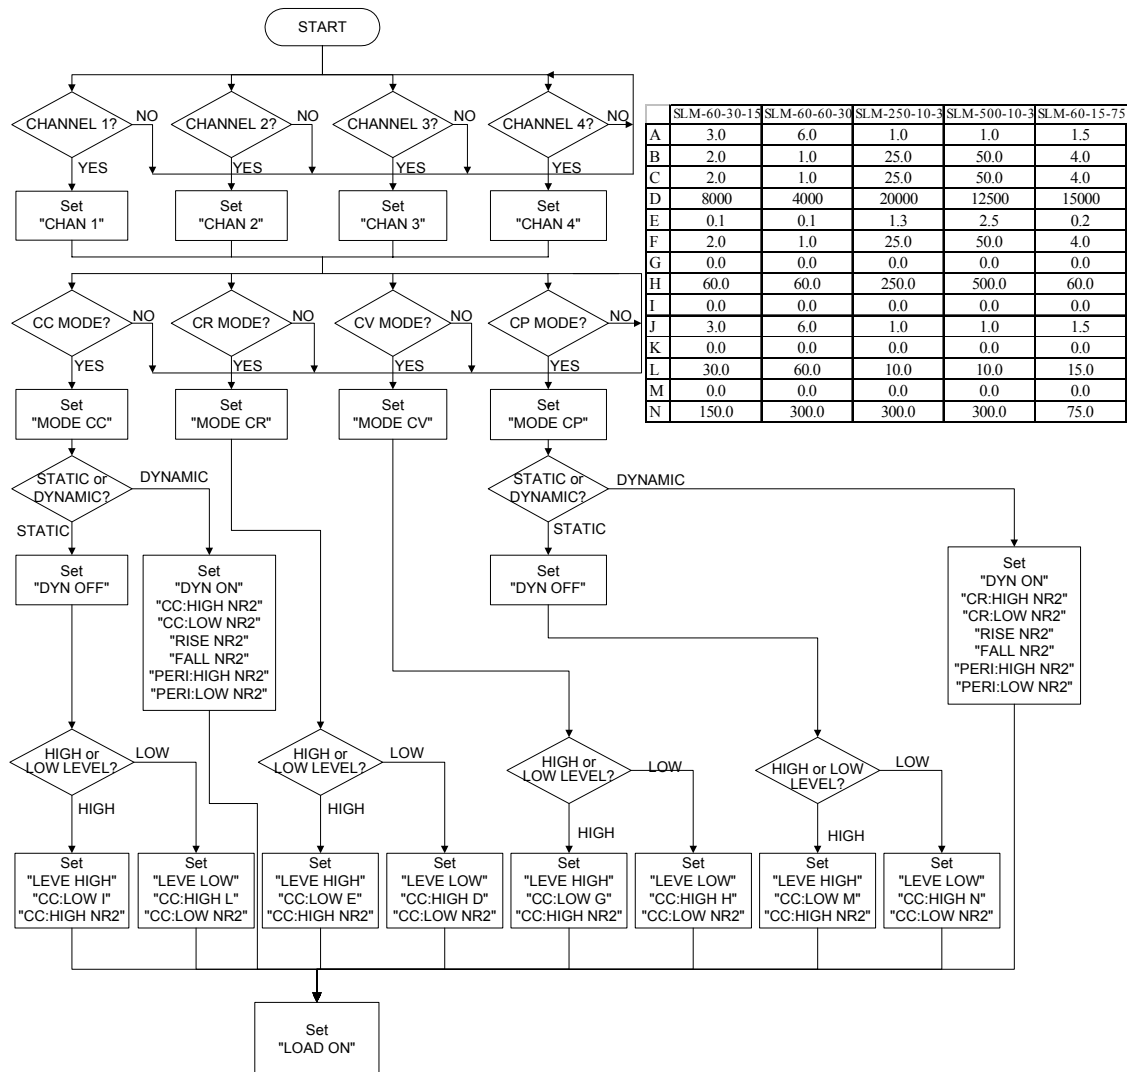 START
CHANNEL 1?
NO
CHANNEL 2?
NO
CHANNEL 3?
NO
CHANNEL 4?
NO
YES
YES
YES
YES
Set
"CHAN 1"
Set
"CHAN 2"
Set
"CHAN 3"
Set
"CHAN 4"
SLM-60-30-15 SLM-60-60-30 SLM-250-10-3 SLM-500-10-3 SLM-60-15-75
A 3.0 6.0 1.0 1.0 1.5
B 2.0 1.0 25.0 50.0 4.0
C 2.0 1.0 25.0 50.0 4.0
D 8000 4000 20000 12500 15000
E 0.1 0.1 1.3 2.5 0.2
F 2.0 1.0 25.0 50.0 4.0
G 0.0 0.0 0.0 0.0 0.0
H 60.0 60.0 250.0 500.0 60.0
I 0.0 0.0 0.0 0.0 0.0
J 3.0 6.0 1.0 1.0 1.5
K 0.0 0.0 0.0 0.0 0.0
L 30.0 60.0 10.0 10.0 15.0
M 0.0 0.0 0.0 0.0 0.0
N 150.0 300.0 300.0 300.0 75.0
CC MODE?
NO
CR MODE?
NO
CV MODE?
NO
CP MODE?
NO
YES
YES
YES
YES
Set
"MODE CC"
Set
"MODE CR"
Set
"MODE CV"
Set
"MODE CP"
STATIC or
DYNAMIC?
DYNAMIC
STATIC
STATIC or
DYNAMIC?
DYNAMIC
STATIC
Set
"DYN OFF"
Set
"DYN ON"
"CC:HIGH NR2"
"CC:LOW NR2"
"RISE NR2"
"FALL NR2"
"PERI:HIGH NR2"
"PERI:LOW NR2"
Set
"DYN OFF"
Set
"DYN ON"
"CR:HIGH NR2"
"CR:LOW NR2"
"RISE NR2"
"FALL NR2"
"PERI:HIGH NR2"
"PERI:LOW NR2"
HIGH or
LOW LEVEL?
LOW
HIGH
HIGH or
LOW LEVEL?
LOW
HIGH
HIGH or
LOW LEVEL?
LOW
HIGH
HIGH or LOW
LEVEL?
LOW
HIGH
Set
"LEVE HIGH"
"CC:LOW I"
"CC:HIGH NR2"
Set
"LEVE LOW"
"CC:HIGH L"
"CC:LOW NR2"
Set
"LEVE HIGH"
"CC:LOW E"
"CC:HIGH NR2"
Set
"LEVE LOW"
"CC:HIGH D"
"CC:LOW NR2"
Set
"LEVE HIGH"
"CC:LOW G"
"CC:HIGH NR2"
Set
"LEVE LOW"
"CC:HIGH H"
"CC:LOW NR2"
Set
"LEVE HIGH"
"CC:LOW M"
"CC:HIGH NR2"
Set
"LEVE LOW"
"CC:HIGH N"
"CC:LOW NR2"
Set
"LOAD ON"